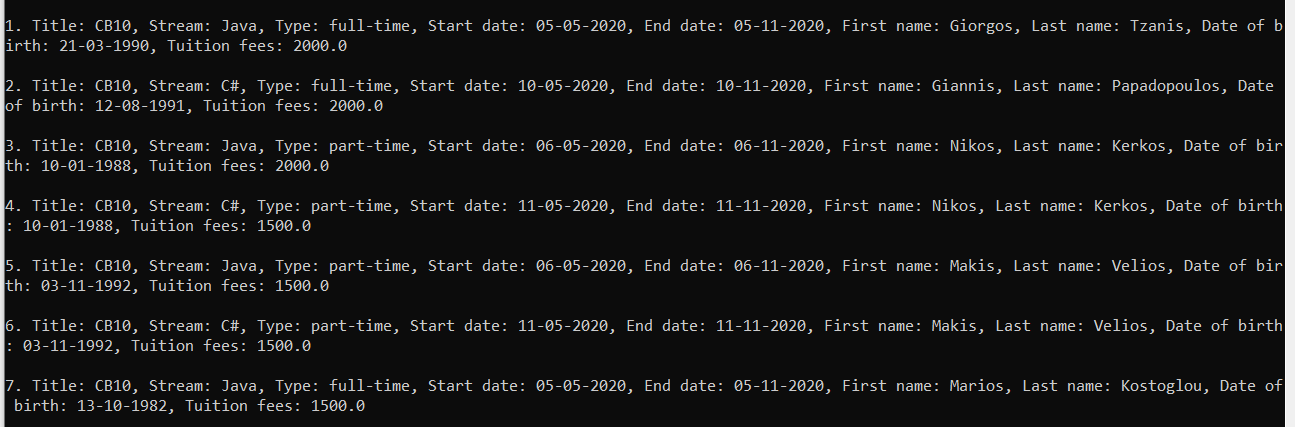 1. Title: CB10, Stream: Java, Type: full-time, Start date: 05-05-2020, End date: 05-11-2020, First name: Giorgos, Last name: Tzanis, Date of b
irth: 21-03-1990, Tuition fees: 2000.0
2. Title: CB10, Stream: C#, Type: full-time, Start date: 10-05-2020, End date: 10-11-2020, First name: Giannis, Last name: Papadopoulos, Date
of birth: 12-08-1991, Tuition fees: 2000.0
3. Title: CB10, Stream: Java, Type: part-time, Start date: 06-05-2020, End date: 06-11-2020, First name: Nikos, Last name: Kerkos, Date of bir
th: 10-01-1988, Tuition fees: 2000.0
4. Title: CB10, Stream: C#, Type: part-time, Start date: 11-05-2020, End date: 11-11-2020, First name: Nikos, Last name: Kerkos, Date of birth
: 10-01-1988, Tuition fees: 1500.0
5. Title: CB10, Stream: Java, Type: part-time, Start date: 06-05-2020, End date: 06-11-2020, First name: Makis, Last name: Velios, Date of bir
th: 03-11-1992, Tuition fees: 1500.0
6. Title: CB10, Stream: C#, Type: part-time, Start date: 11-05-2020, End date: 11-11-2020, First name: Makis, Last name: Velios, Date of birth
: 03-11-1992, Tuition fees: 1500.0
7. Title: CB10, Stream: Java, Type: full-time, Start date: 05-05-2020, End date: 05-11-2020, First name: Marios, Last name: Kostoglou, Date of
 birth: 13-10-1982, Tuition fees: 1500.0